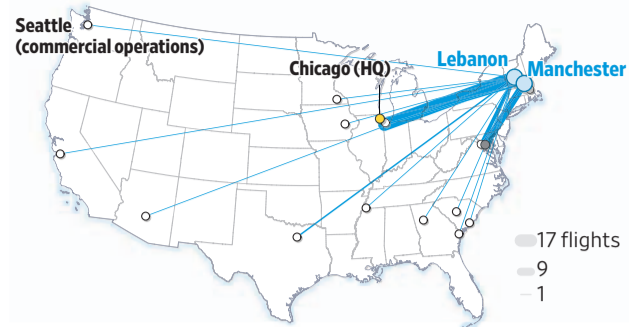 Seattle
(commercial operations)
Chicago (HQ)
Lebanon
Manchester
17 flights
9
1